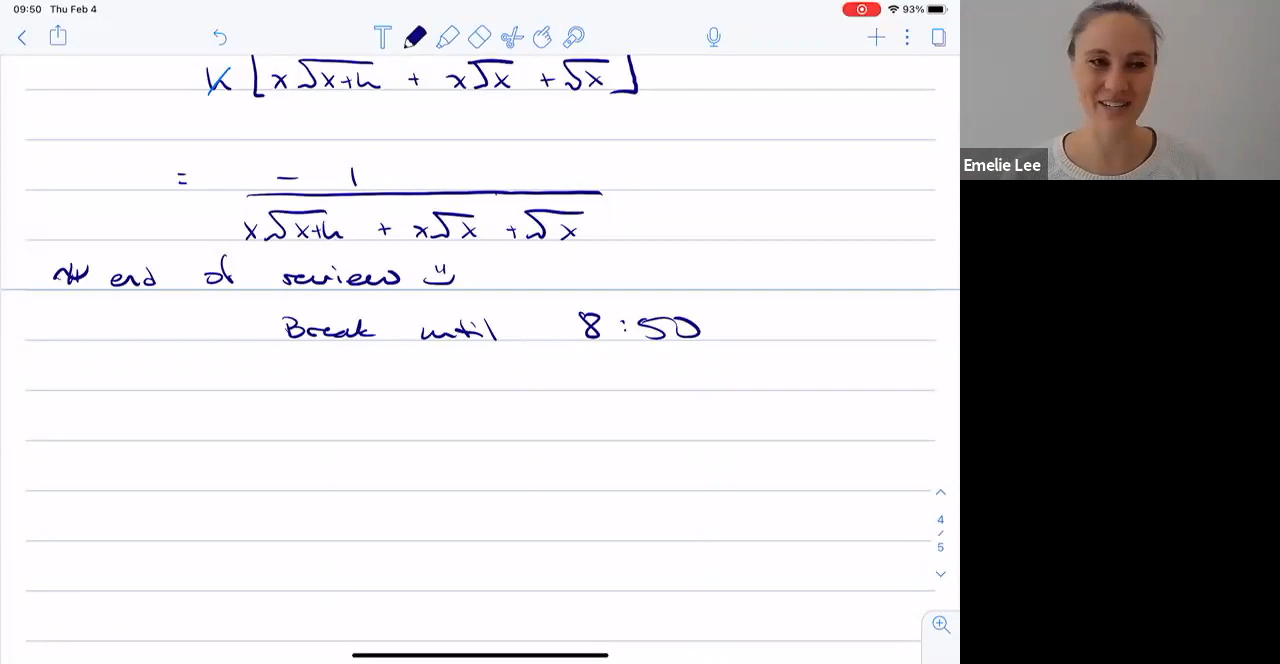 09:50 Thu Feb 4
93%
h [x√x+h + x√x + √x]
Emelie Lee
= - 1
x√x+h + x√x + √x
end of review
Break until 8:50
4
/
5